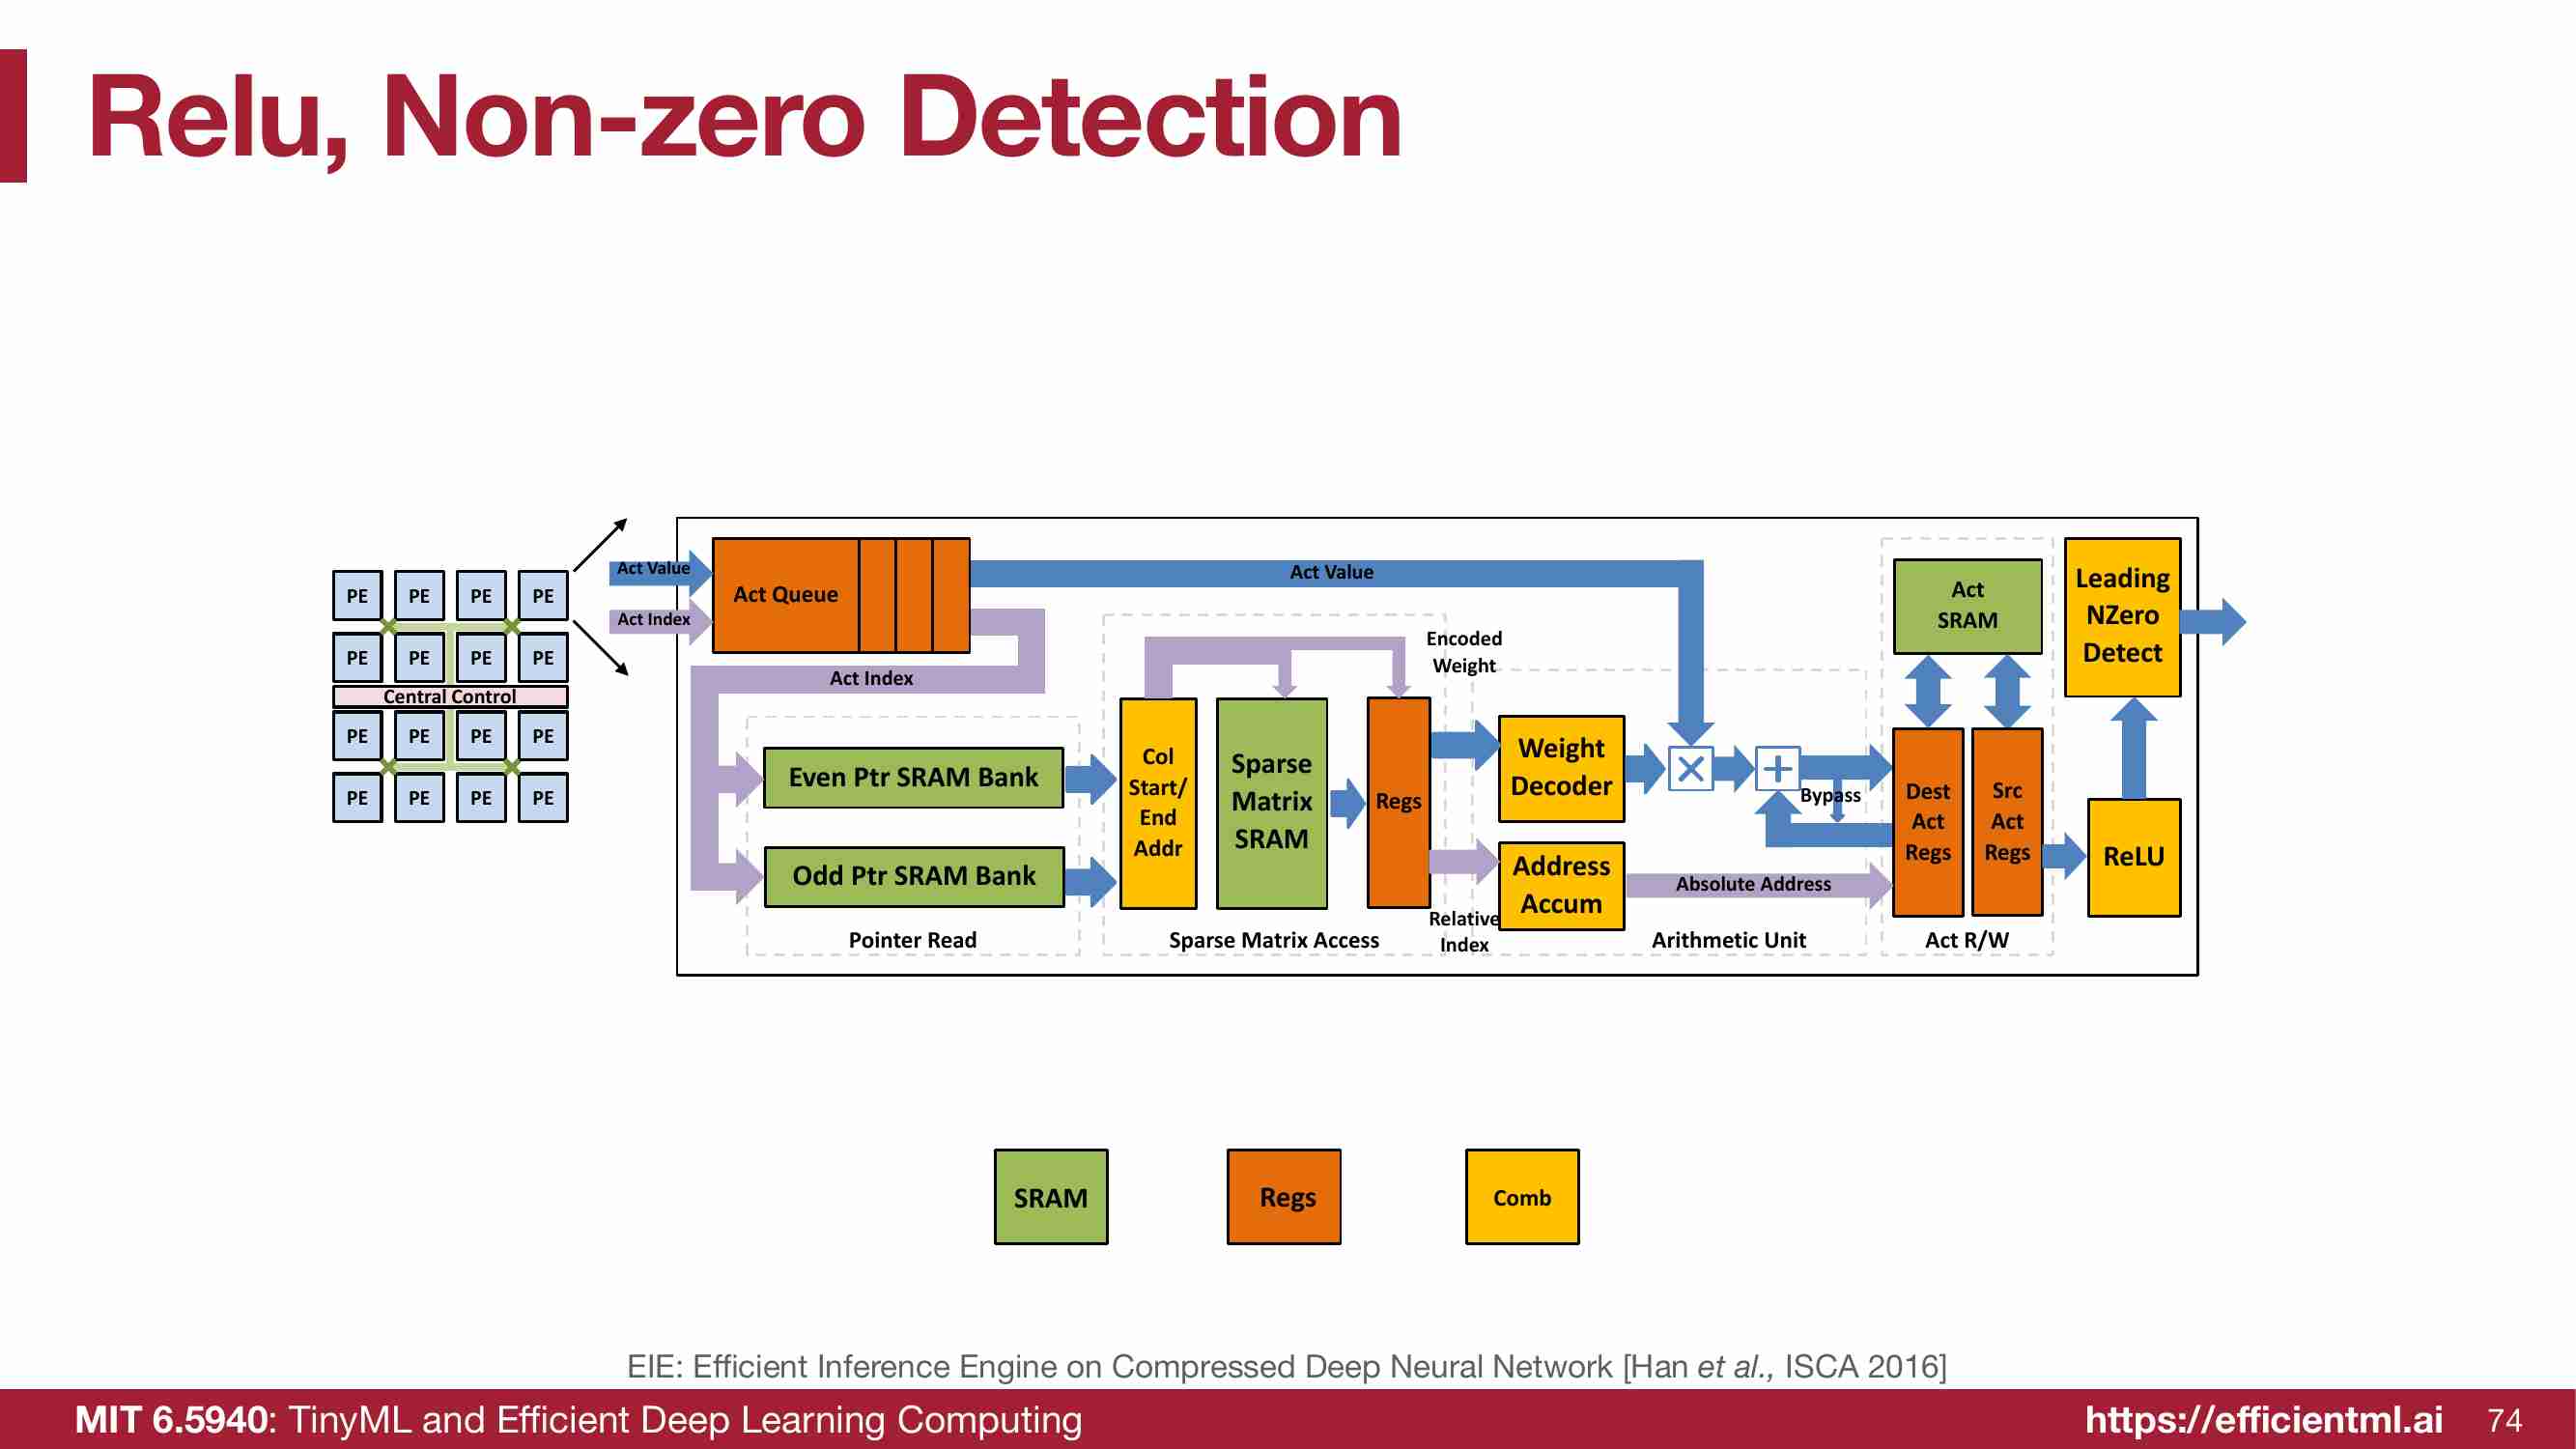 Relu, Non-zero Detection
PE PE PE PE
PE PE PE PE
Central Control
PE PE PE PE
PE PE PE PE
Act Value
Act Index
Act Queue
Act Value
Act Index
Even Ptr SRAM Bank
Odd Ptr SRAM Bank
Pointer Read
Col
Start/
End
Addr
Sparse
Matrix
SRAM
Regs
Sparse Matrix Access
Encoded
Weight
Relative
Index
Weight
Decoder
Address
Accum
Bypass
Absolute Address
Arithmetic Unit
Act
SRAM
Dest
Act
Regs
Src
Act
Regs
Act R/W
Leading
NZero
Detect
ReLU
SRAM
Regs
Comb
EIE: Efficient Inference Engine on Compressed Deep Neural Network [Han et al., ISCA 2016]
MIT 6.5940: TinyML and Efficient Deep Learning Computing
https://efficientml.ai
74